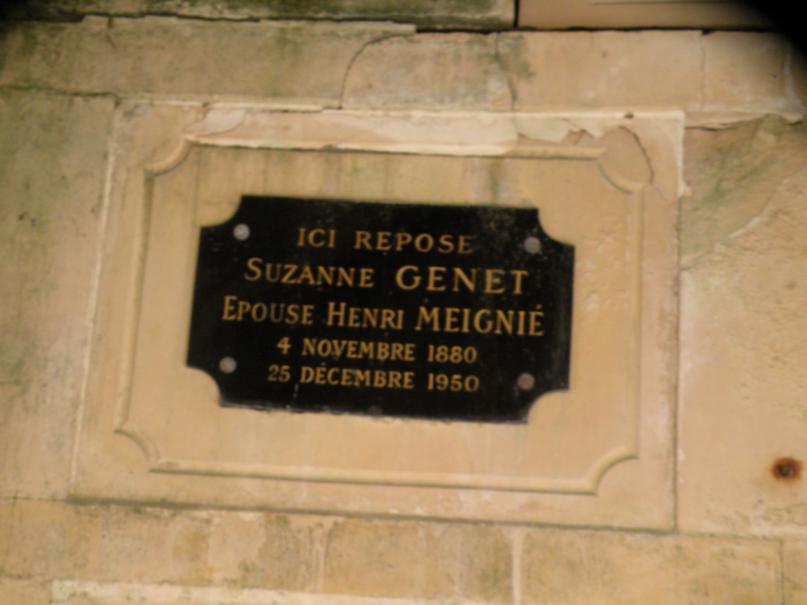 ICI REPOSE
SUZANNE GENET
EPOUSE HENRI MEIGNIÉ
4 NOVEMBRE 1880
25 DÉCEMBRE 1950